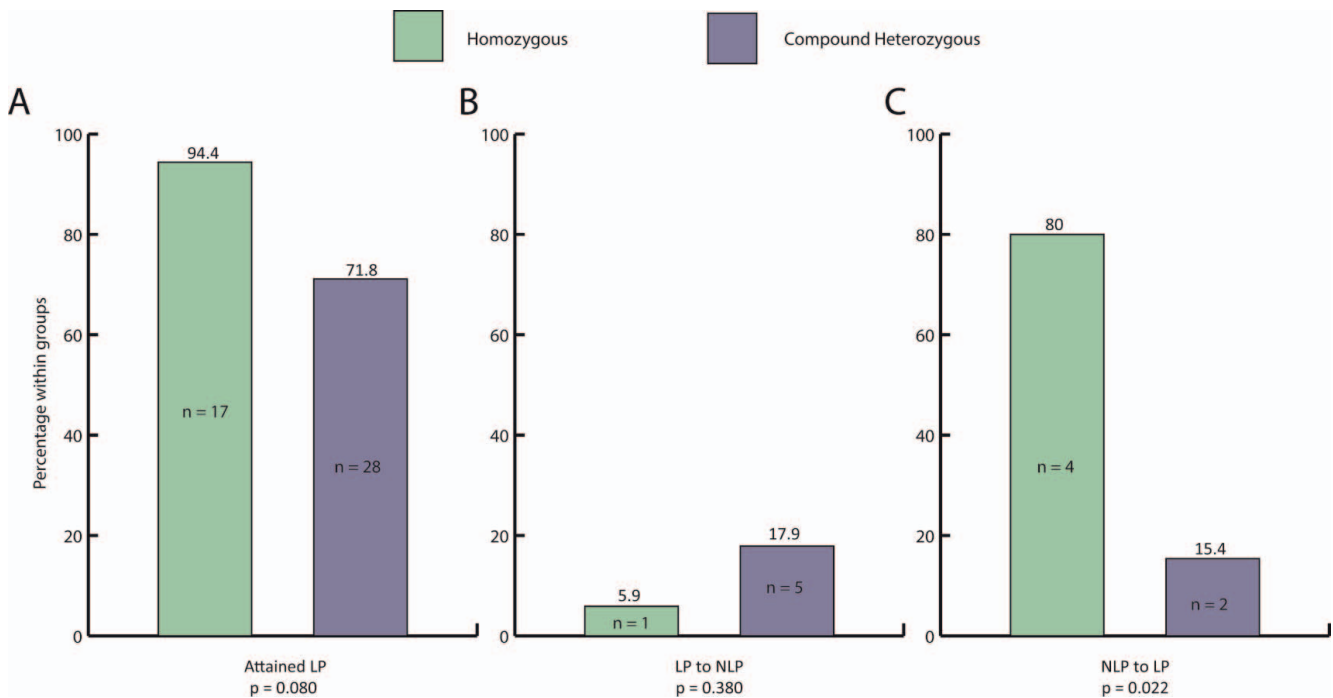 Homozygous
Compound Heterozygous
A
Percentage within groups
100
80
60
40
20
0
94.4
n = 17
71.8
n = 28
Attained LP
p = 0.080
B
100
80
60
40
20
0
5.9
n = 1
17.9
n = 5
LP to NLP
p = 0.380
C
100
80
60
40
20
0
80
n = 4
15.4
n = 2
NLP to LP
p = 0.022